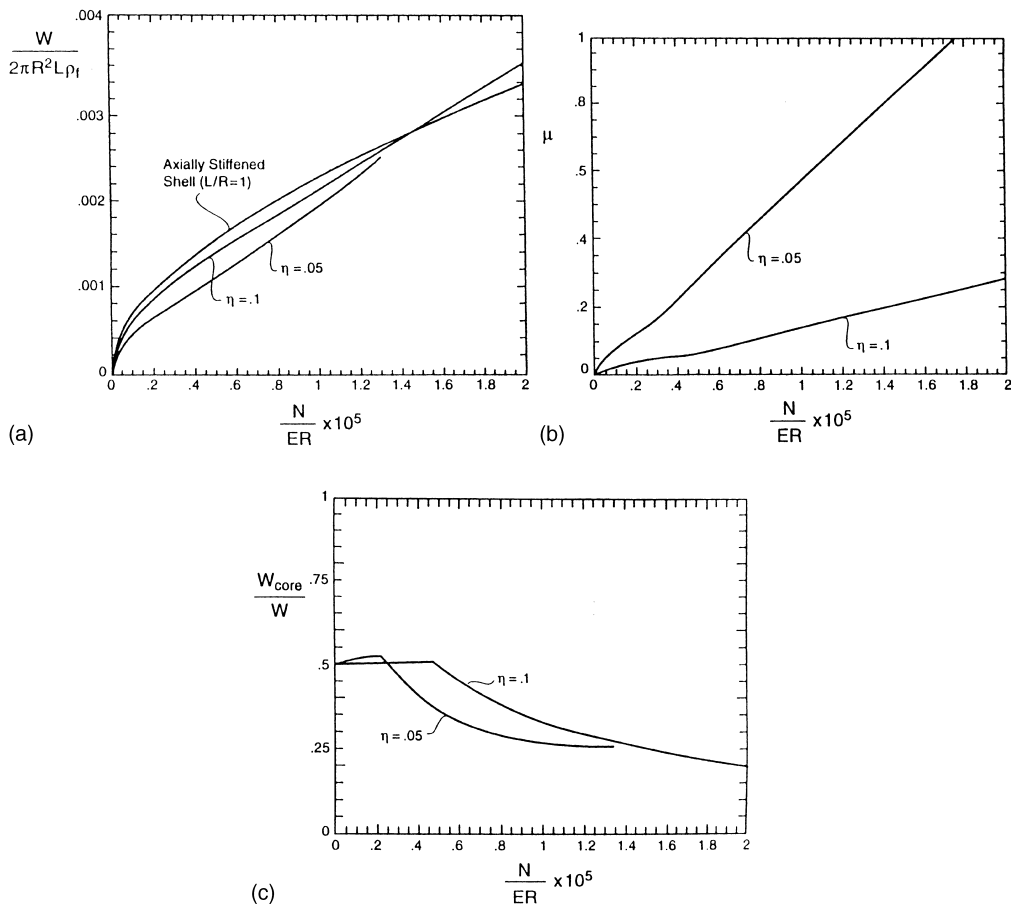 .004
W
2πR²Lρf
.003
.002
.001
0
Axially Stiffened
Shell (L/R=1)
η = .05
η = .1
0 .2 .4 .6 .8 1 1.2 1.4 1.6 1.8 2
N
ER
x10⁵
(a)
1
.8
μ
.4
.2
0
η = .05
η = .1
0 .2 .4 .6 .8 1 1.2 1.4 1.6 1.8 2
N
ER
x10⁵
(b)
1
.75
Wcore
W
.5
.25
0
η = .1
η = .05
0 .2 .4 .6 .8 1 1.2 1.4 1.6 1.8 2
N
ER
x10⁵
(c)